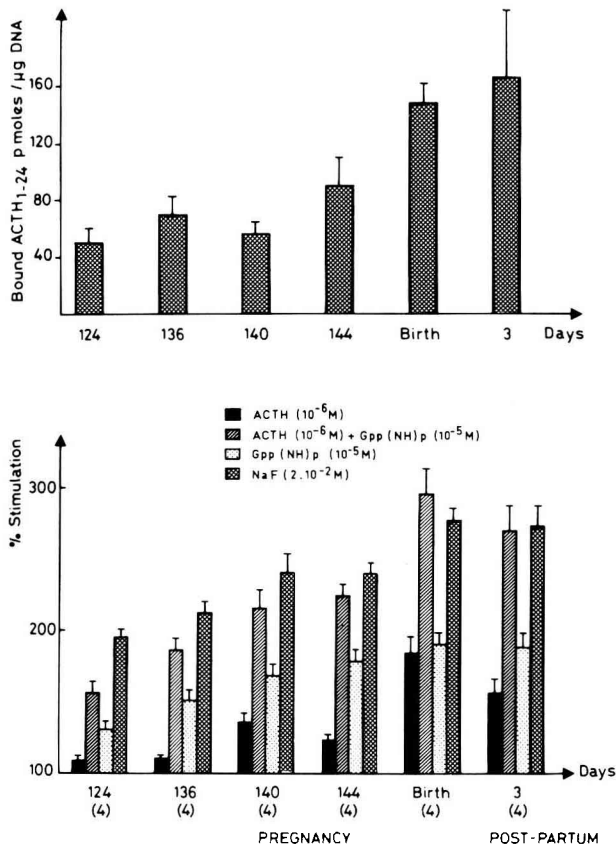 Bound ACTH1-24 pmoles/µg DNA
160
120
80
40
124 136 140 144 Birth 3 Days
ACTH (10⁻⁶M)
ACTH (10⁻⁶M) + Gpp(NH)p (10⁻⁵M)
Gpp(NH)p (10⁻⁵M)
NaF (2.10⁻²M)
% Stimulation
300
200
100
Days
124 136 140 144 Birth 3
(4) (4) (4) (4) (4) (4)
PREGNANCY POST-PARTUM